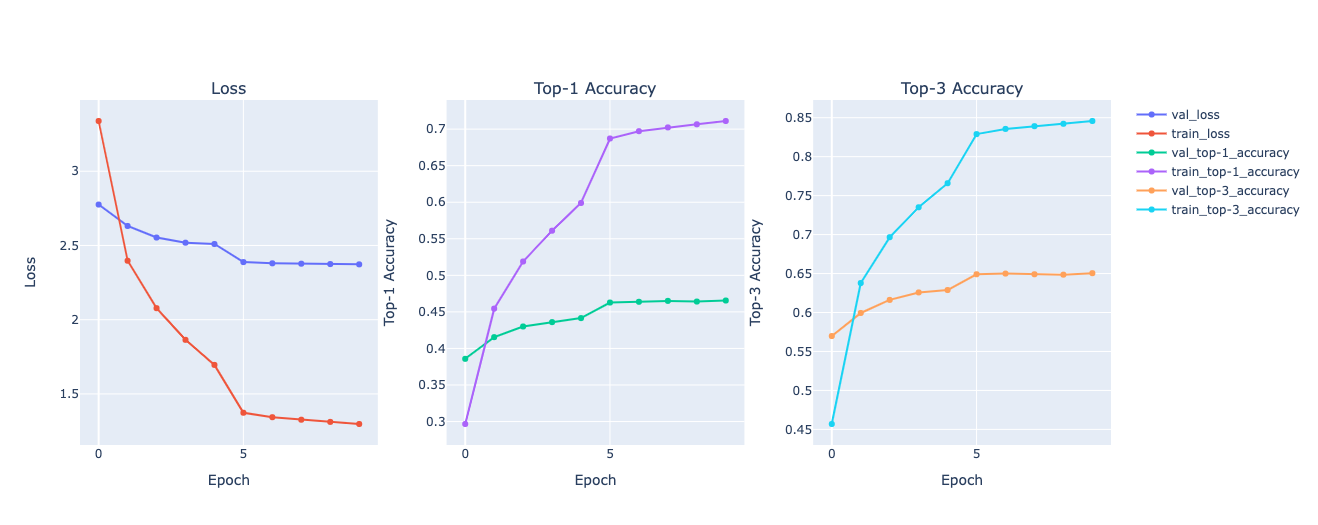 Loss
Top-1 Accuracy
Top-3 Accuracy
Loss
3
2.5
2
1.5
0
5
Epoch
Top-1 Accuracy
0.7
0.65
0.6
0.55
0.5
0.45
0.4
0.35
0.3
0
5
Epoch
Top-3 Accuracy
0.85
0.8
0.75
0.7
0.65
0.6
0.55
0.5
0.45
0
5
Epoch
val_loss
train_loss
val_top-1_accuracy
train_top-1_accuracy
val_top-3_accuracy
train_top-3_accuracy